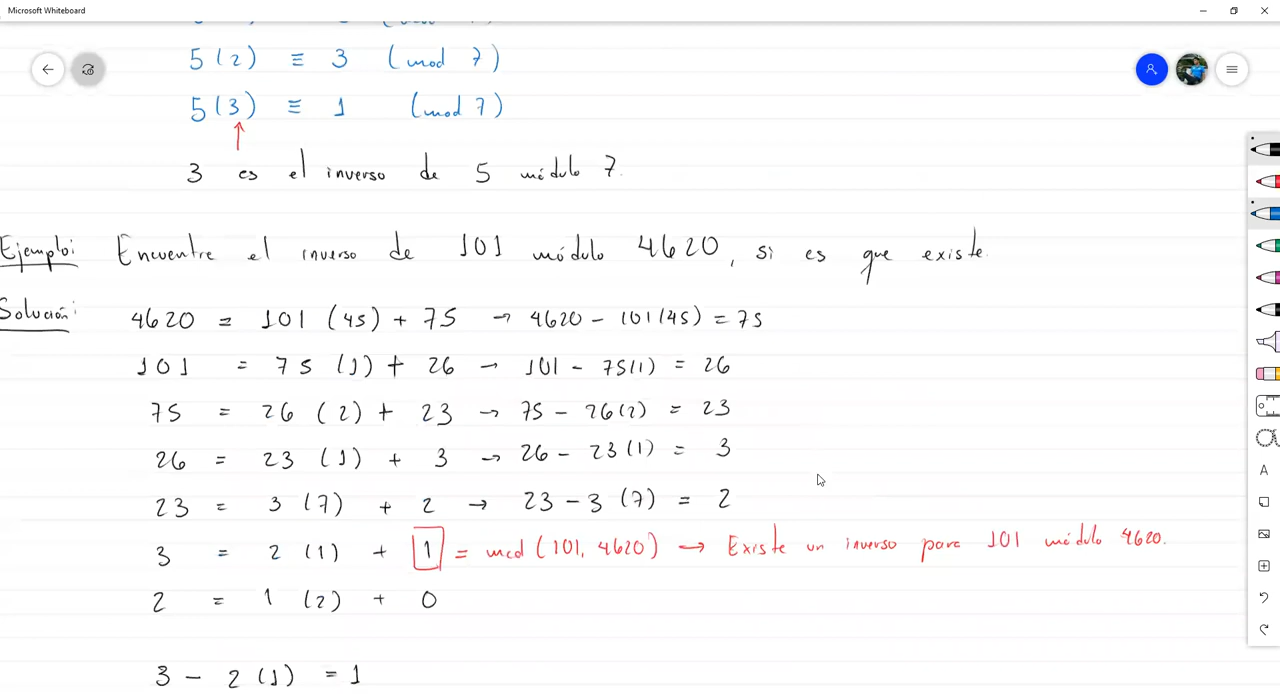 Microsoft Whiteboard
5 (2) ≡ 3 (mod 7)
5 (3) ≡ 1 (mod 7)
3 es el inverso de 5 módulo 7.
Ejemplo: Encuentre el inverso de 101 módulo 4620, si es que existe.
Solución:
4620 = 101 (45) + 75 → 4620 - 101(45) = 75
101 = 75 (1) + 26 → 101 - 75(1) = 26
75 = 26 (2) + 23 → 75 - 26(2) = 23
26 = 23 (1) + 3 → 26 - 23(1) = 3
23 = 3 (7) + 2 → 23 - 3 (7) = 2
3 = 2 (1) + 1 = mcd (101, 4620) → Existe un inverso para 101 módulo 4620.
2 = 1 (2) + 0
3 - 2 (1) = 1
A